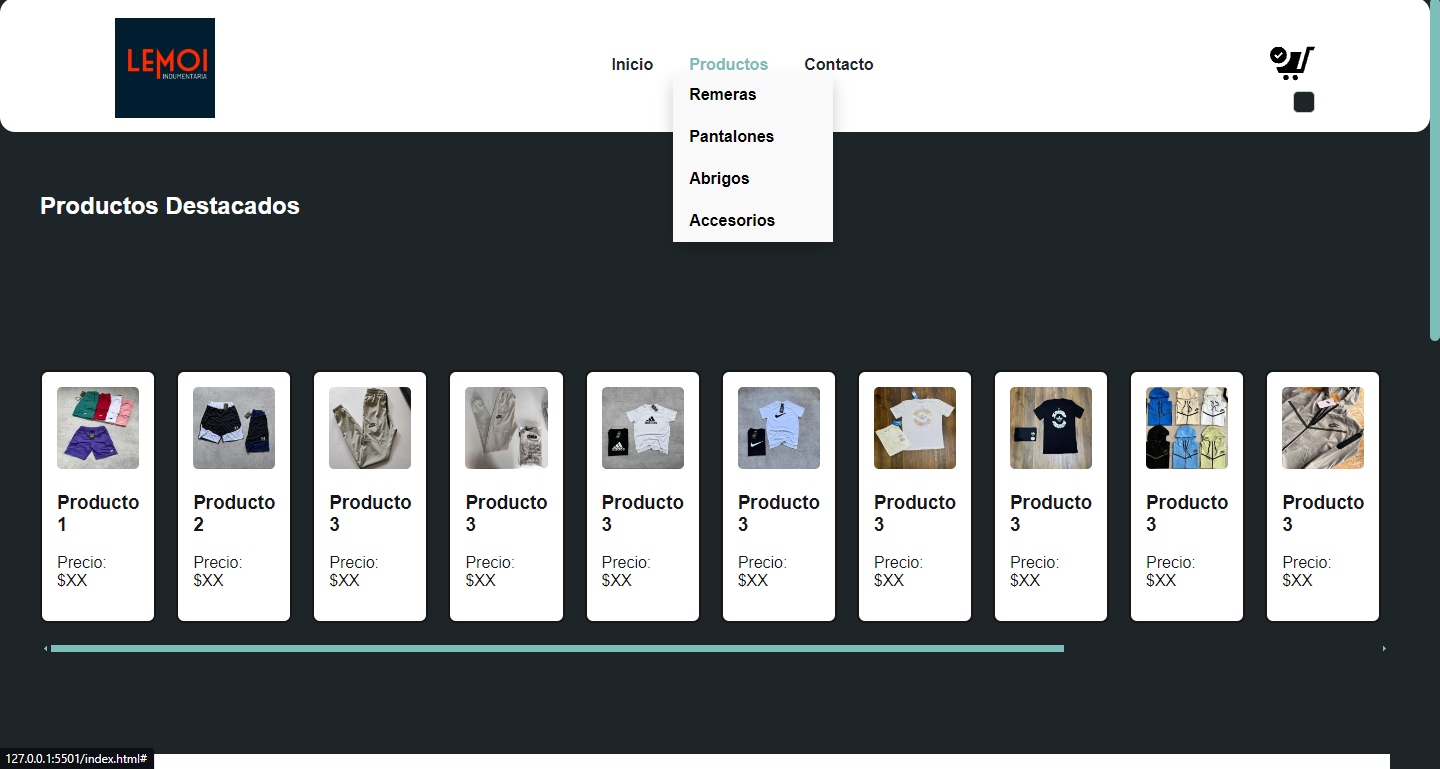 LEMOI
INDUMENTARIA
Inicio Productos Contacto
Remeras
Pantalones
Abrigos
Accesorios
Productos Destacados
Producto 1
Precio: $XX
Producto 2
Precio: $XX
Producto 3
Precio: $XX
Producto 3
Precio: $XX
Producto 3
Precio: $XX
Producto 3
Precio: $XX
Producto 3
Precio: $XX
Producto 3
Precio: $XX
Producto 3
Precio: $XX
Producto 3
Precio: $XX
127.0.0.1:5501/index.html#